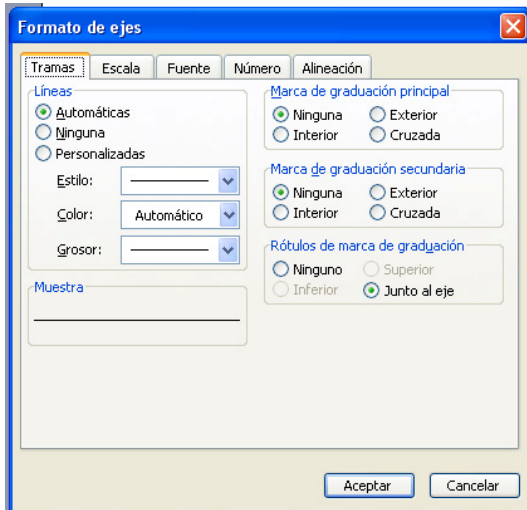 Formato de ejes
Tramas Escala Fuente Número Alineación
Líneas
Automáticas
Ninguna
Personalizadas
Estilo:
Color: Automático
Grosor:
Muestra
Marca de graduación principal
Ninguna Exterior
Interior Cruzada
Marca de graduación secundaria
Ninguna Exterior
Interior Cruzada
Rótulos de marca de graduación
Ninguno Superior
Inferior Junto al eje
Aceptar Cancelar